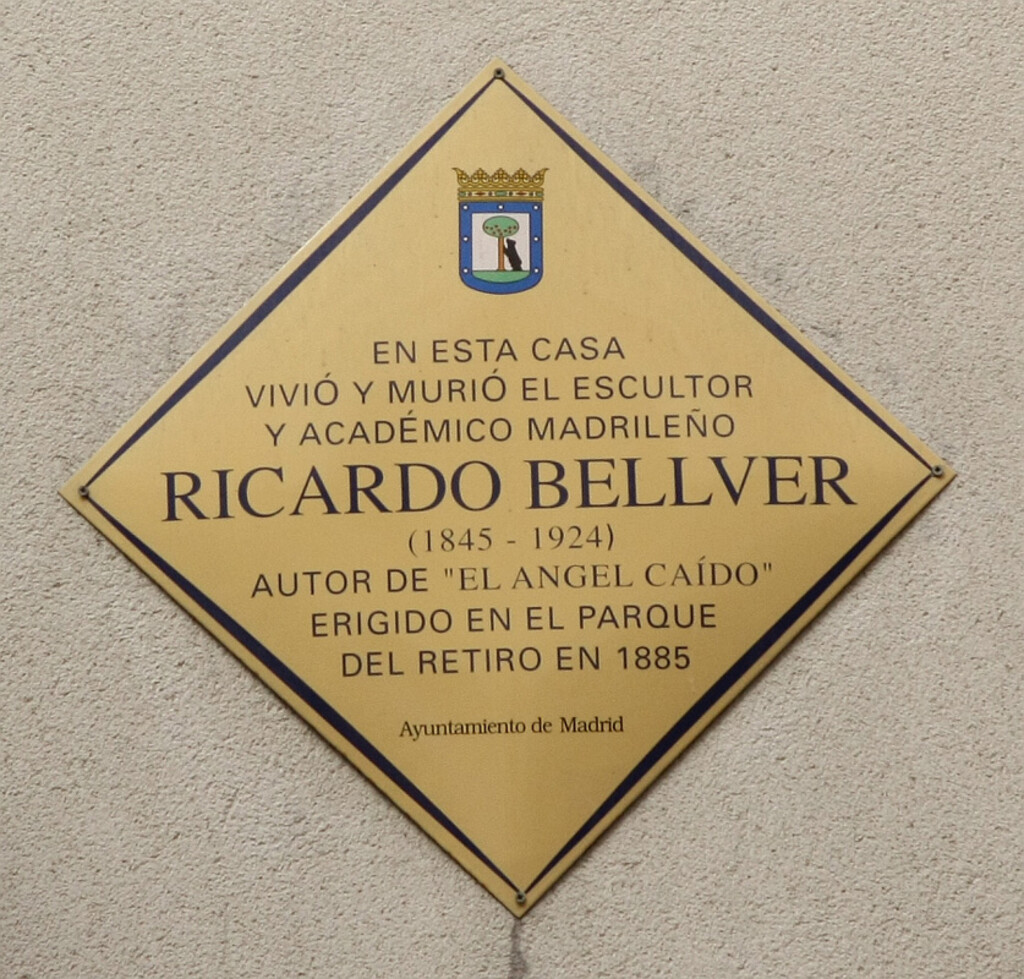 EN ESTA CASA
VIVIÓ Y MURIÓ EL ESCULTOR
Y ACADÉMICO MADRILEÑO
RICARDO BELLVER
(1845 - 1924)
AUTOR DE "EL ANGEL CAÍDO"
ERIGIDO EN EL PARQUE
DEL RETIRO EN 1885
Ayuntamiento de Madrid